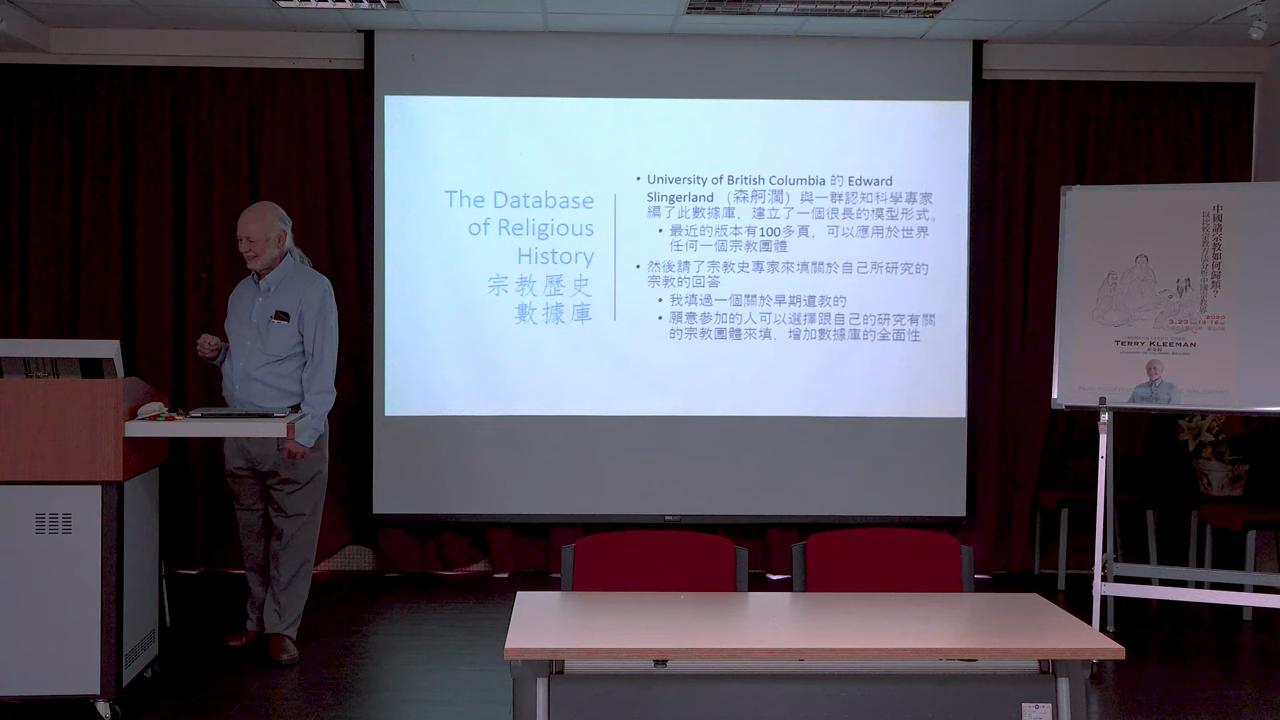 The Database
of Religious
History
宗教歷史
數據庫
• University of British Columbia 的 Edward
Slingerland （森舸瀾）與一群認知科學專家
編了此數據庫，建立了一個很長的模型形式。
• 最近的版本有100多頁，可以應用於世界
任何一個宗教團體
• 然後請了宗教史專家來填關於自己所研究的
宗教的回答
• 我填過一個關於早期道教的
• 願意參加的人可以選擇跟自己的研究有關
的宗教團體來填，增加數據庫的全面性
中國諸宗教如何歸類？
2020
3.23
14-16
TERRY KLEEMAN